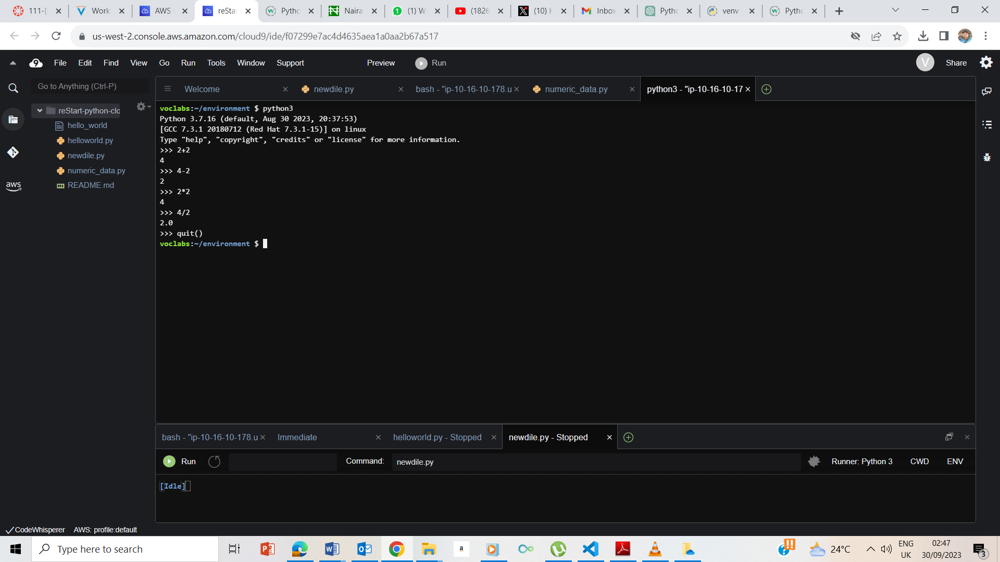 111-[
Work
AWS
reStar
Pytho
Naira
(1) W
(1826
(10) H
Inbox
Pytho
venv
Pytho
us-west-2.console.aws.amazon.com/cloud9/ide/f07299e7ac4d4635aea1a0aa2b67a517
9 File Edit Find View Go Run Tools Window Support Preview Run V Share
Go to Anything (Ctrl-P)
Welcome newdile.py bash - "ip-10-16-10-178.u numeric_data.py python3 - "ip-10-16-10-17
reStart-python-clo
hello_world
helloworld.py
newdile.py
numeric_data.py
README.md
aws
voclabs:~/environment $ python3
Python 3.7.16 (default, Aug 30 2023, 20:37:53)
[GCC 7.3.1 20180712 (Red Hat 7.3.1-15)] on linux
Type "help", "copyright", "credits" or "license" for more information.
>>> 2+2
4
>>> 4-2
2
>>> 2*2
4
>>> 4/2
2.0
>>> quit()
voclabs:~/environment $
bash - "ip-10-16-10-178.u Immediate helloworld.py - Stopped newdile.py - Stopped
Run Command: newdile.py Runner: Python 3 CWD ENV
[Idle]
CodeWhisperer AWS: profile:default
Type here to search
24°C
ENG
UK
02:47
30/09/2023
3